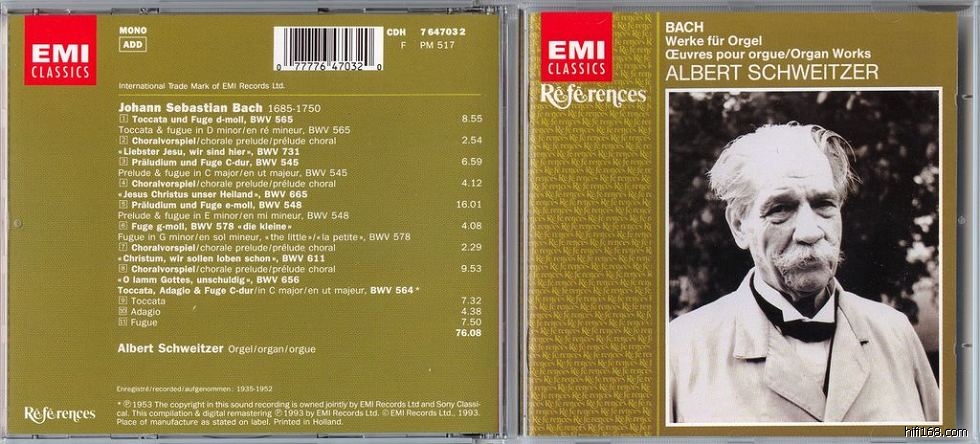 EMI
CLASSICS
MONO
ADD
0 77776 47032 0
CDH 7 64703 2
F PM 517
International Trade Mark of EMI Records Ltd.
Johann Sebastian Bach 1685-1750
1 Toccata und Fuge d-moll, BWV 565 8.55
Toccata & fugue in D minor/en ré mineur, BWV 565
2 Choralvorspiel/chorale prelude/prélude choral 2.54
«Liebster Jesu, wir sind hier», BWV 731
3 Präludium und Fuge C-dur, BWV 545 6.59
Prelude & fugue in C major/en ut majeur, BWV 545
4 Choralvorspiel/chorale prelude/prélude choral 4.12
«Jesus Christus unser Heiland», BWV 665
5 Präludium und Fuge e-moll, BWV 548 16.01
Prelude & fugue in E minor/en mi mineur, BWV 548
6 Fuge g-moll, BWV 578 «die kleine» 4.08
Fugue in G minor/en sol mineur, «the little»/«la petite», BWV 578
7 Choralvorspiel/chorale prelude/prélude choral 2.29
«Christum, wir sollen loben schon», BWV 611
8 Choralvorspiel/chorale prelude/prélude choral 9.53
«O lamm Gottes, unschuldig», BWV 656
Toccata, Adagio & Fuge C-dur/in C major/en ut majeur, BWV 564*
9 Toccata 7.32
10 Adagio 4.38
11 Fugue 7.50
76.08
Albert Schweitzer Orgel/organ/orgue
Enregistré/recorded/aufgenommen: 1935-1952
* ℗ 1953 The copyright in this sound recording is owned jointly by EMI Records Ltd and Sony Classi-
cal. This compilation & digital remastering ℗ 1993 by EMI Records Ltd. © EMI Records Ltd., 1993.
Place of manufacture as stated on label. Printed in Holland.
Références
EMI
CLASSICS
Références
BACH
Werke für Orgel
Œuvres pour orgue/Organ Works
ALBERT SCHWEITZER
hifi168.com